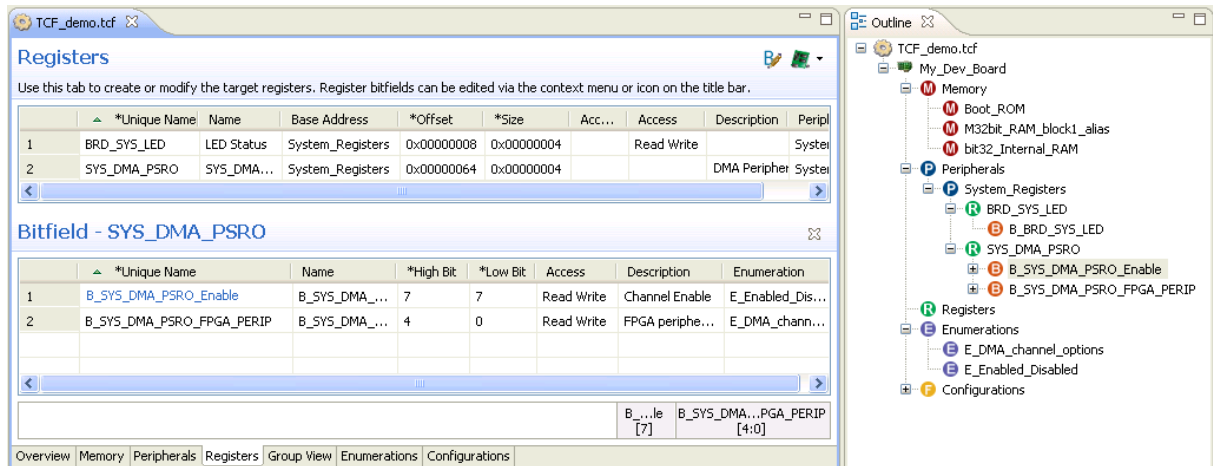 TCF_demo.tcf
Registers
Use this tab to create or modify the target registers. Register bitfields can be edited via the context menu or icon on the title bar.
*Unique Name Name Base Address *Offset *Size Acc... Access Description Peripl
1 BRD_SYS_LED LED Status System_Registers 0x00000008 0x00000004 Read Write System
2 SYS_DMA_PSRO SYS_DMA... System_Registers 0x00000064 0x00000004 DMA Peripher System
Bitfield - SYS_DMA_PSRO
*Unique Name Name *High Bit *Low Bit Access Description Enumeration
1 B_SYS_DMA_PSRO_Enable B_SYS_DMA_... 7 7 Read Write Channel Enable E_Enabled_Dis...
2 B_SYS_DMA_PSRO_FPGA_PERIP B_SYS_DMA_... 4 0 Read Write FPGA periphe... E_DMA_chann...
B_...le B_SYS_DMA...PGA_PERIP
[7] [4:0]
Overview Memory Peripherals Registers Group View Enumerations Configurations
Outline
TCF_demo.tcf
My_Dev_Board
M Memory
M Boot_ROM
M M32bit_RAM_block1_alias
M bit32_Internal_RAM
P Peripherals
P System_Registers
R BRD_SYS_LED
B B_BRD_SYS_LED
R SYS_DMA_PSRO
B B_SYS_DMA_PSRO_Enable
B B_SYS_DMA_PSRO_FPGA_PERIP
R Registers
E Enumerations
E E_DMA_channel_options
E E_Enabled_Disabled
F Configurations